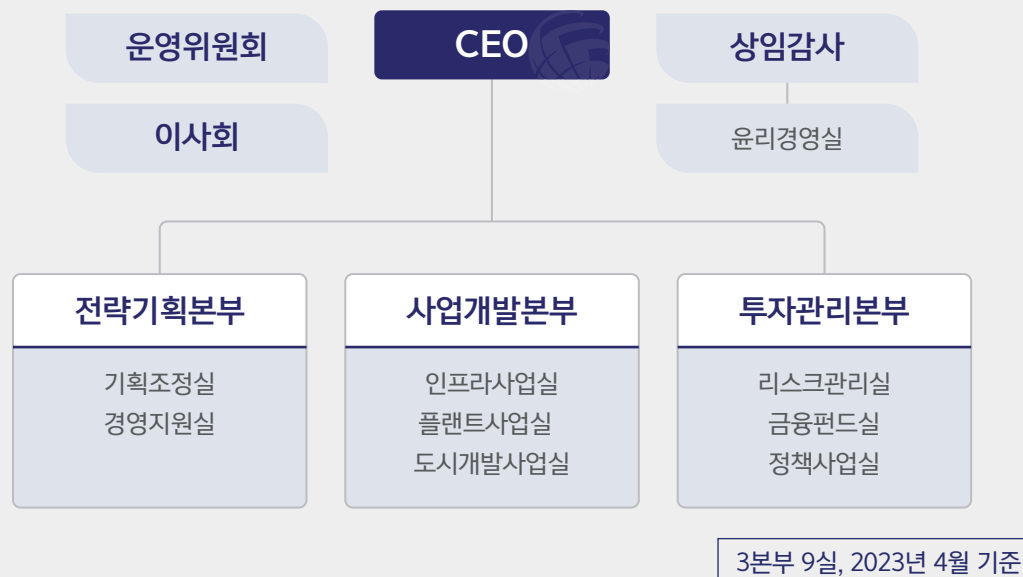 운영위원회
CEO
상임감사
이사회
윤리경영실
전략기획본부
기획조정실
경영지원실
사업개발본부
인프라사업실
플랜트사업실
도시개발사업실
투자관리본부
리스크관리실
금융펀드실
정책사업실
3본부 9실, 2023년 4월 기준